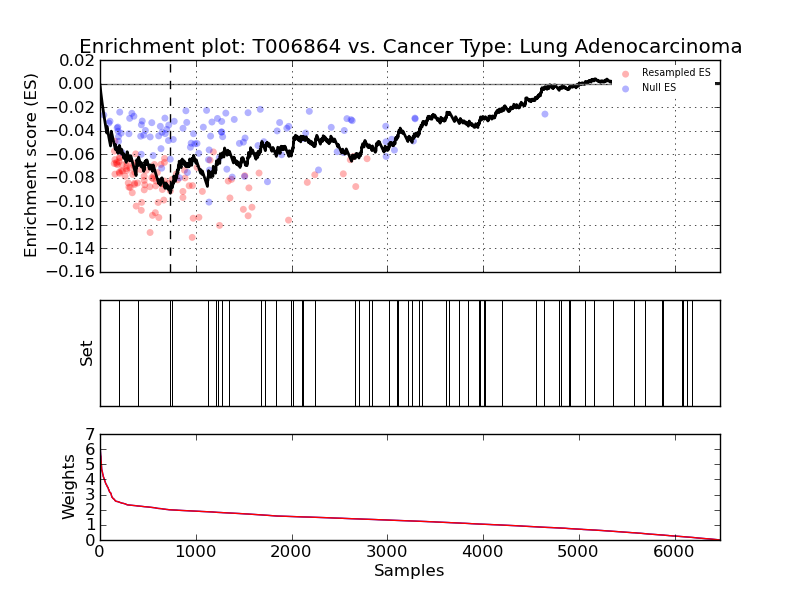 Enrichment plot: T006864 vs. Cancer Type: Lung Adenocarcinoma
Enrichment score (ES)
0.02
0.00
−0.02
−0.04
−0.06
−0.08
−0.10
−0.12
−0.14
−0.16
Resampled ES
Null ES
Set
Weights
7
6
5
4
3
2
1
0
0 1000 2000 3000 4000 5000 6000
Samples